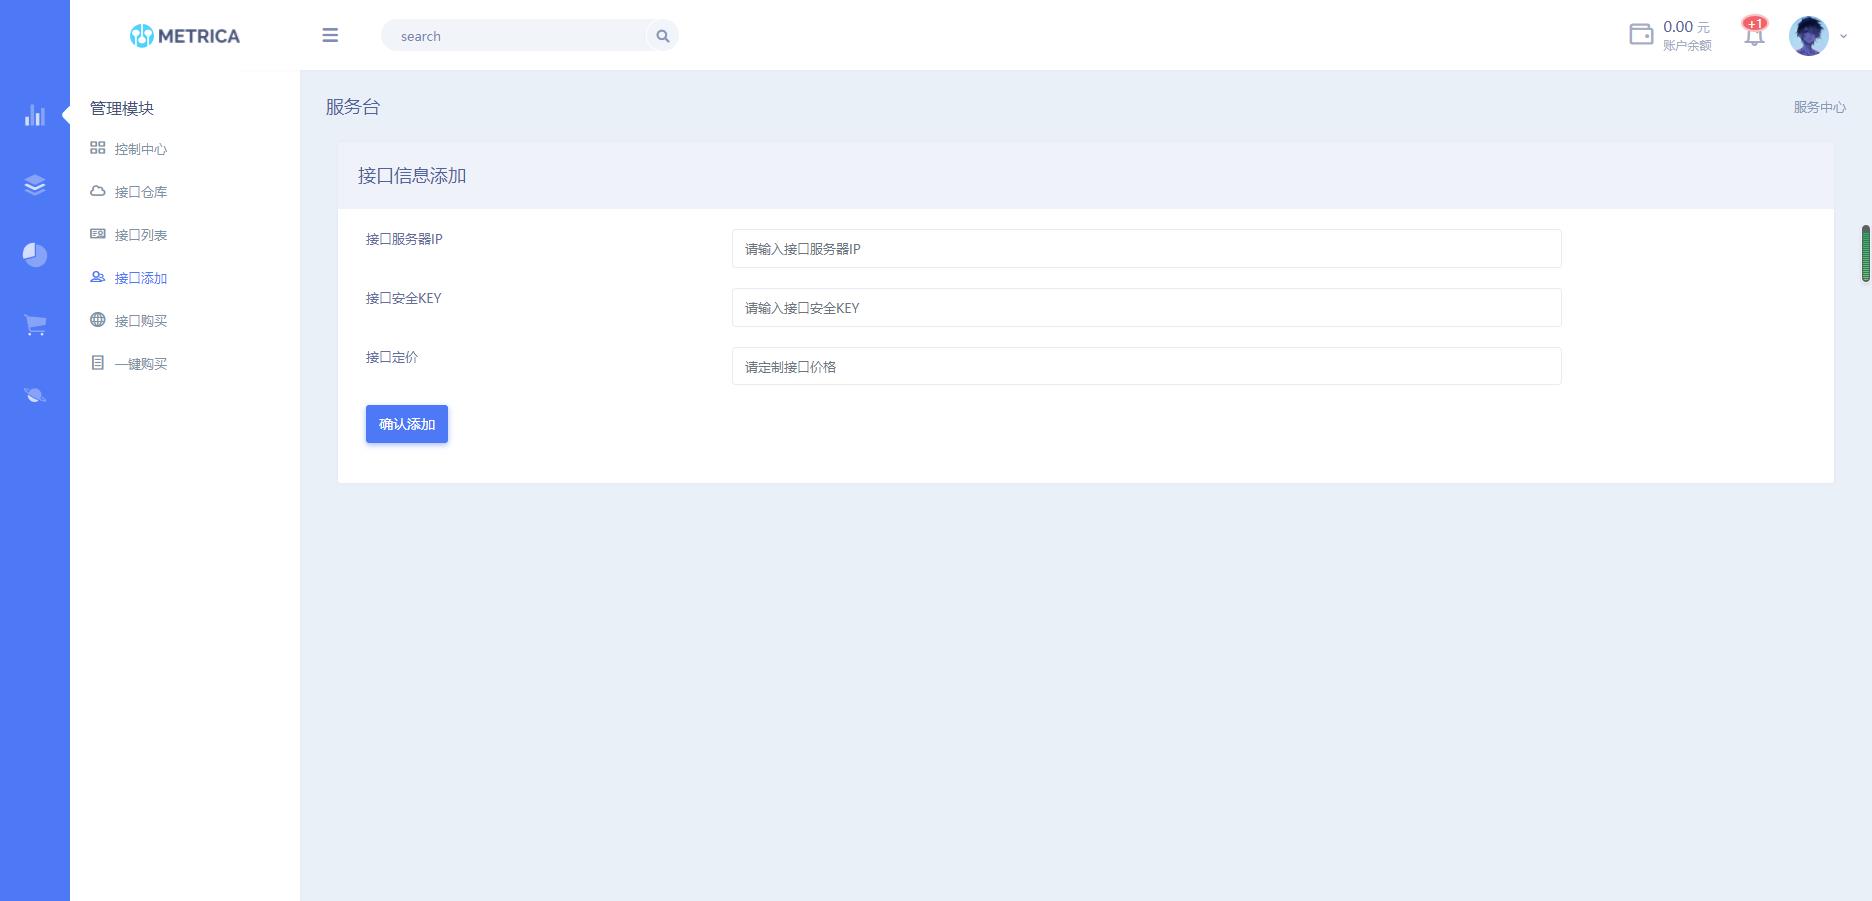 METRICA
search
0.00 元
账户余额
+1
管理模块
控制中心
接口仓库
接口列表
接口添加
接口购买
一键购买
服务台
服务中心
接口信息添加
接口服务器IP
请输入接口服务器IP
接口安全KEY
请输入接口安全KEY
接口定价
请定制接口价格
确认添加